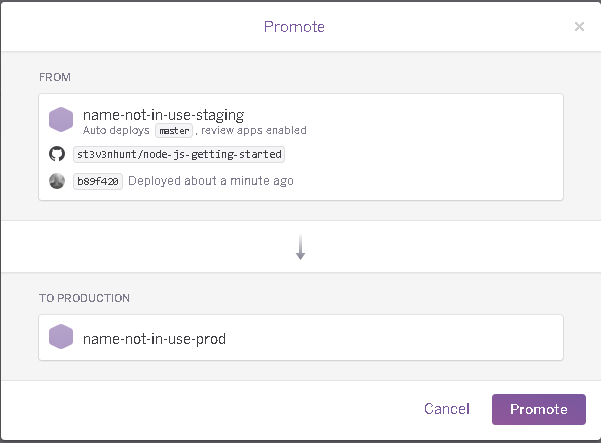 Promote ×
FROM
name-not-in-use-staging
Auto deploys master , review apps enabled
st3v3nhunt/node-js-getting-started
b89f420 Deployed about a minute ago
TO PRODUCTION
name-not-in-use-prod
Cancel Promote